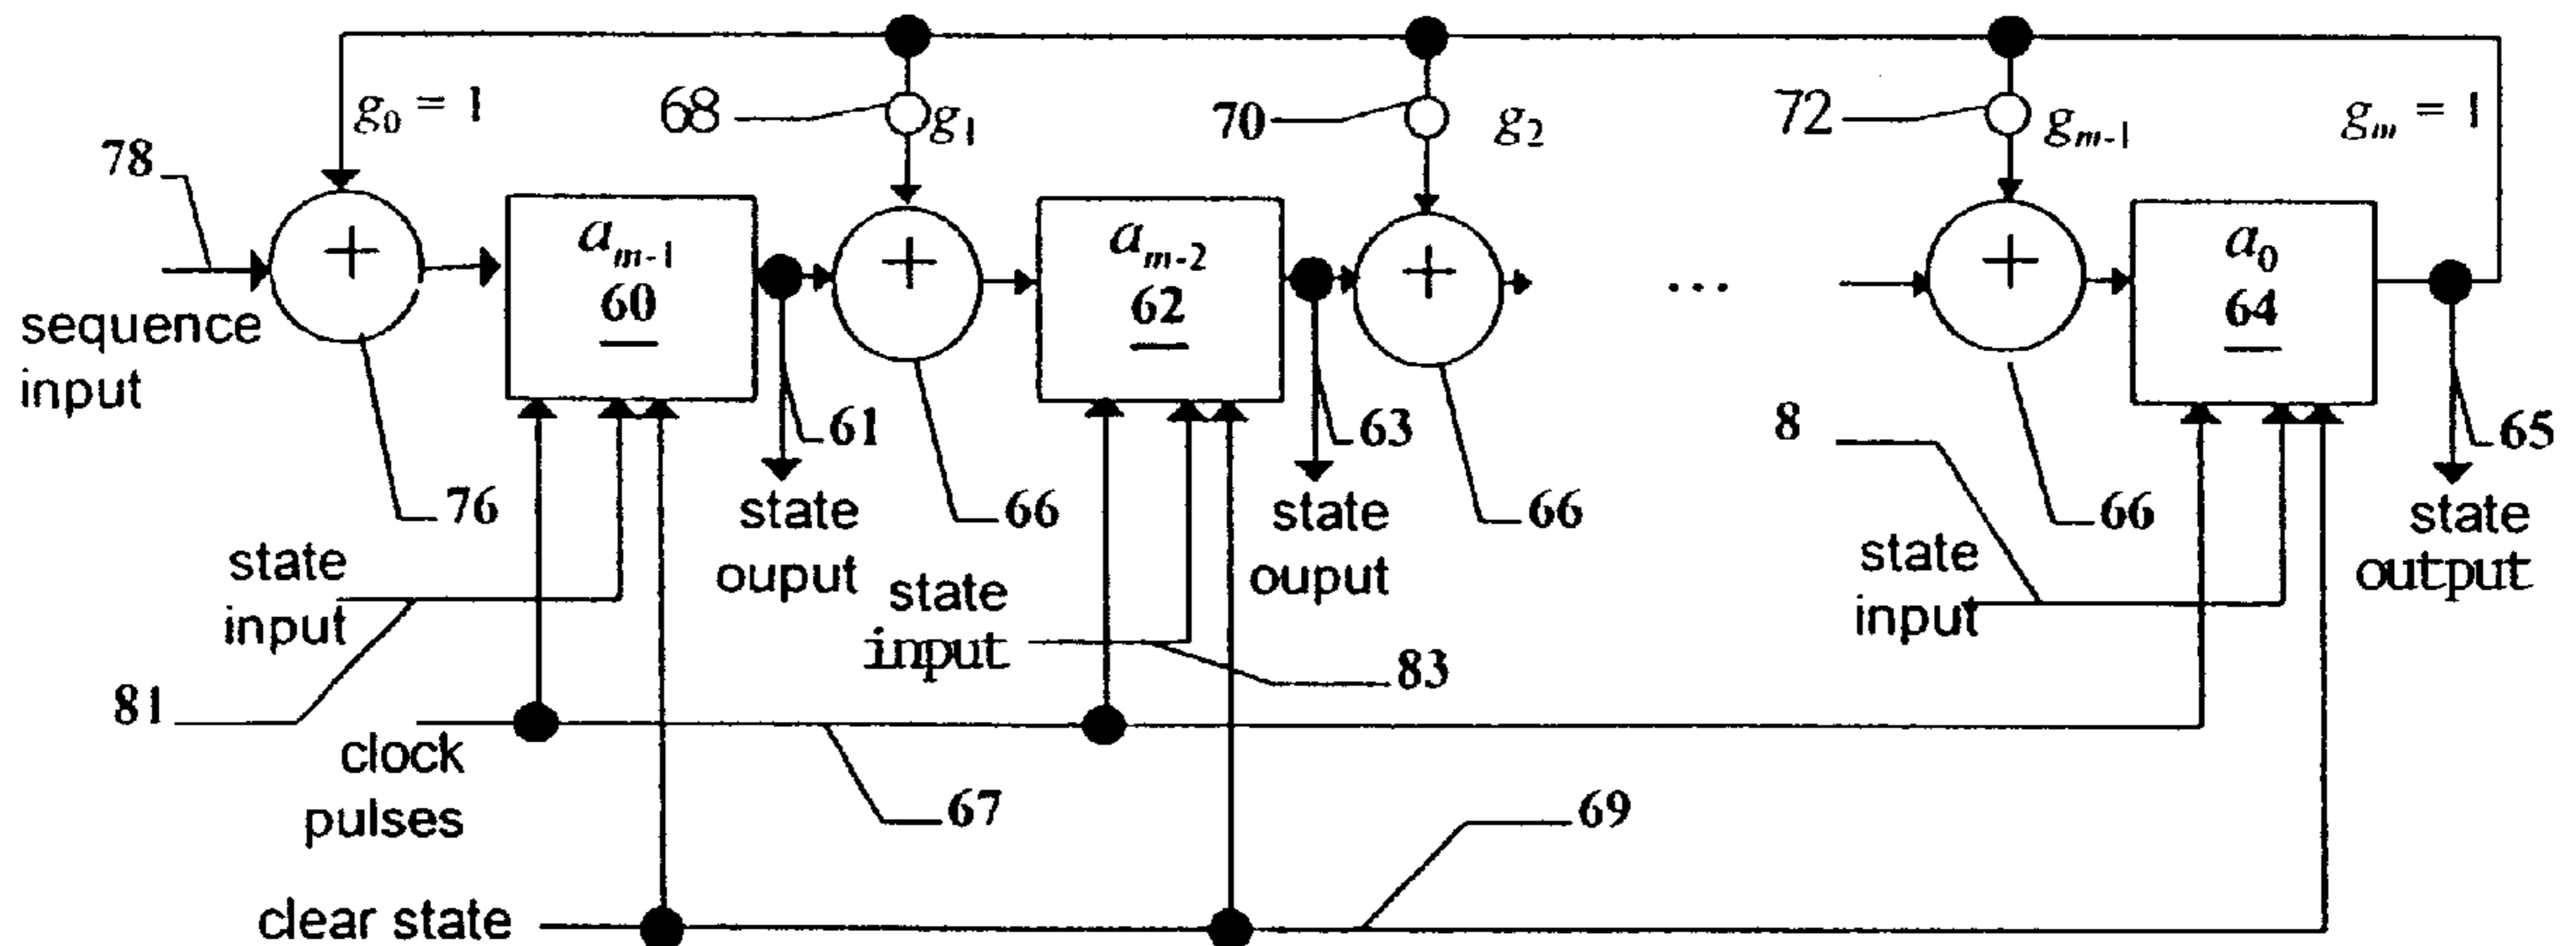 g₀ = 1
68
g₁
70
g₂
72
gₘ₋₁
gₘ = 1
78
sequence
input
+
aₘ₋₁
60
+
aₘ₋₂
62
+
...
+
a₀
64
76
61
66
63
66
8
66
65
state
ouput
state
ouput
state
output
state
input
state
input
state
input
81
83
clock
pulses
67
69
clear state